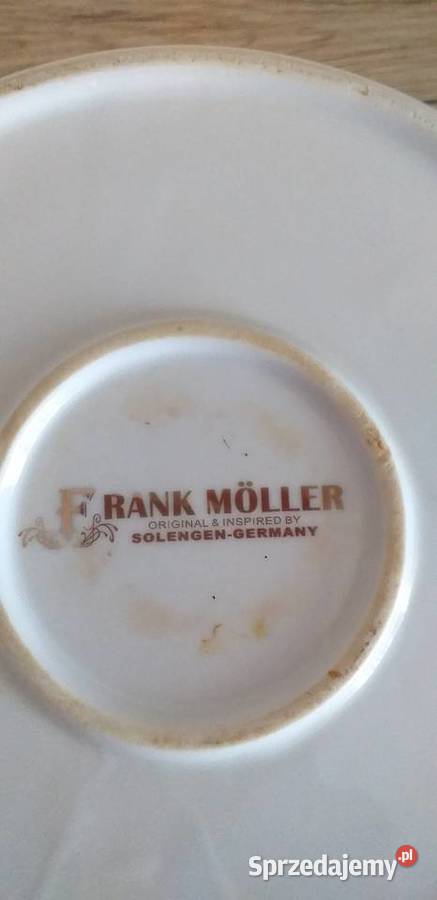 FRANK MÖLLER
ORIGINAL & INSPIRED BY
SOLENGEN-GERMANY
Sprzedajemy.pl